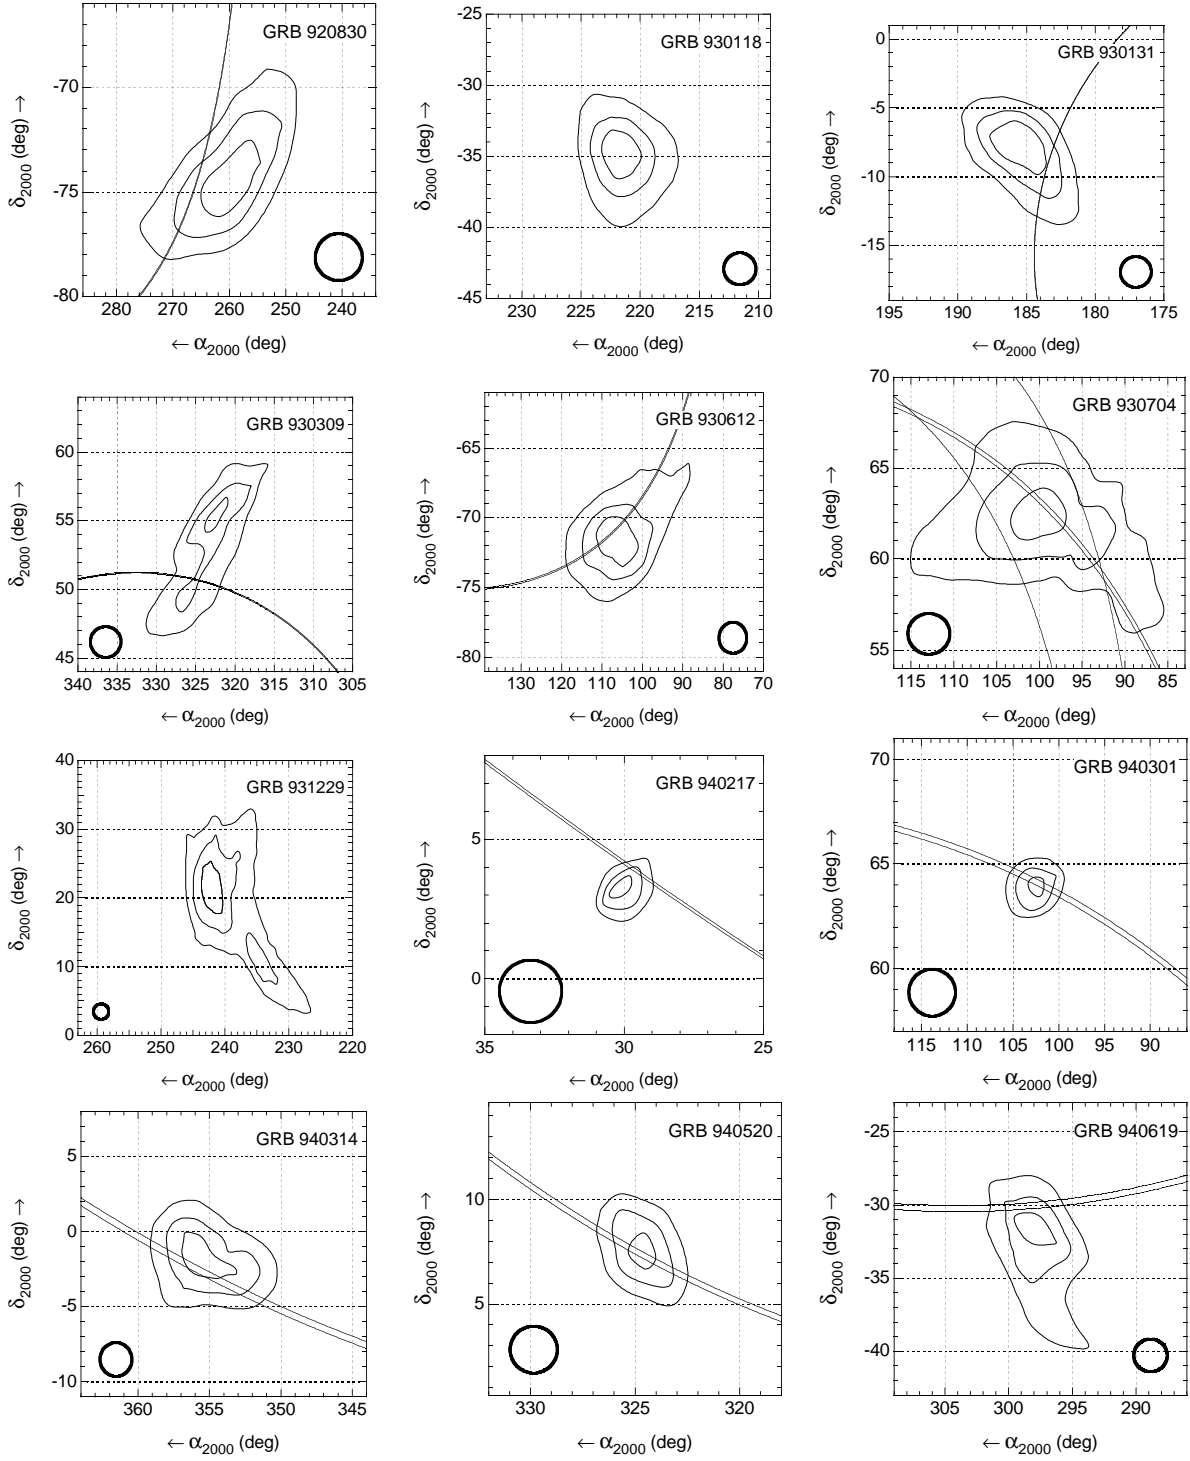 GRB 920830
-70
-75
-80
280 270 260 250 240
δ2000 (deg) →
← α2000 (deg)
GRB 930118
-25
-30
-35
-40
-45
230 225 220 215 210
δ2000 (deg) →
← α2000 (deg)
GRB 930131
0
-5
-10
-15
195 190 185 180 175
δ2000 (deg) →
← α2000 (deg)
GRB 930309
60
55
50
45
340 335 330 325 320 315 310 305
δ2000 (deg) →
← α2000 (deg)
GRB 930612
-65
-70
-75
-80
130 120 110 100 90 80 70
δ2000 (deg) →
← α2000 (deg)
GRB 930704
70
65
60
55
115 110 105 100 95 90 85
δ2000 (deg) →
← α2000 (deg)
GRB 931229
40
30
20
10
0
260 250 240 230 220
δ2000 (deg) →
← α2000 (deg)
GRB 940217
5
0
35 30 25
δ2000 (deg) →
← α2000 (deg)
GRB 940301
70
65
60
115 110 105 100 95 90
δ2000 (deg) →
← α2000 (deg)
GRB 940314
5
0
-5
-10
360 355 350 345
δ2000 (deg) →
← α2000 (deg)
GRB 940520
10
5
330 325 320
δ2000 (deg) →
← α2000 (deg)
GRB 940619
-25
-30
-35
-40
305 300 295 290
δ2000 (deg) →
← α2000 (deg)